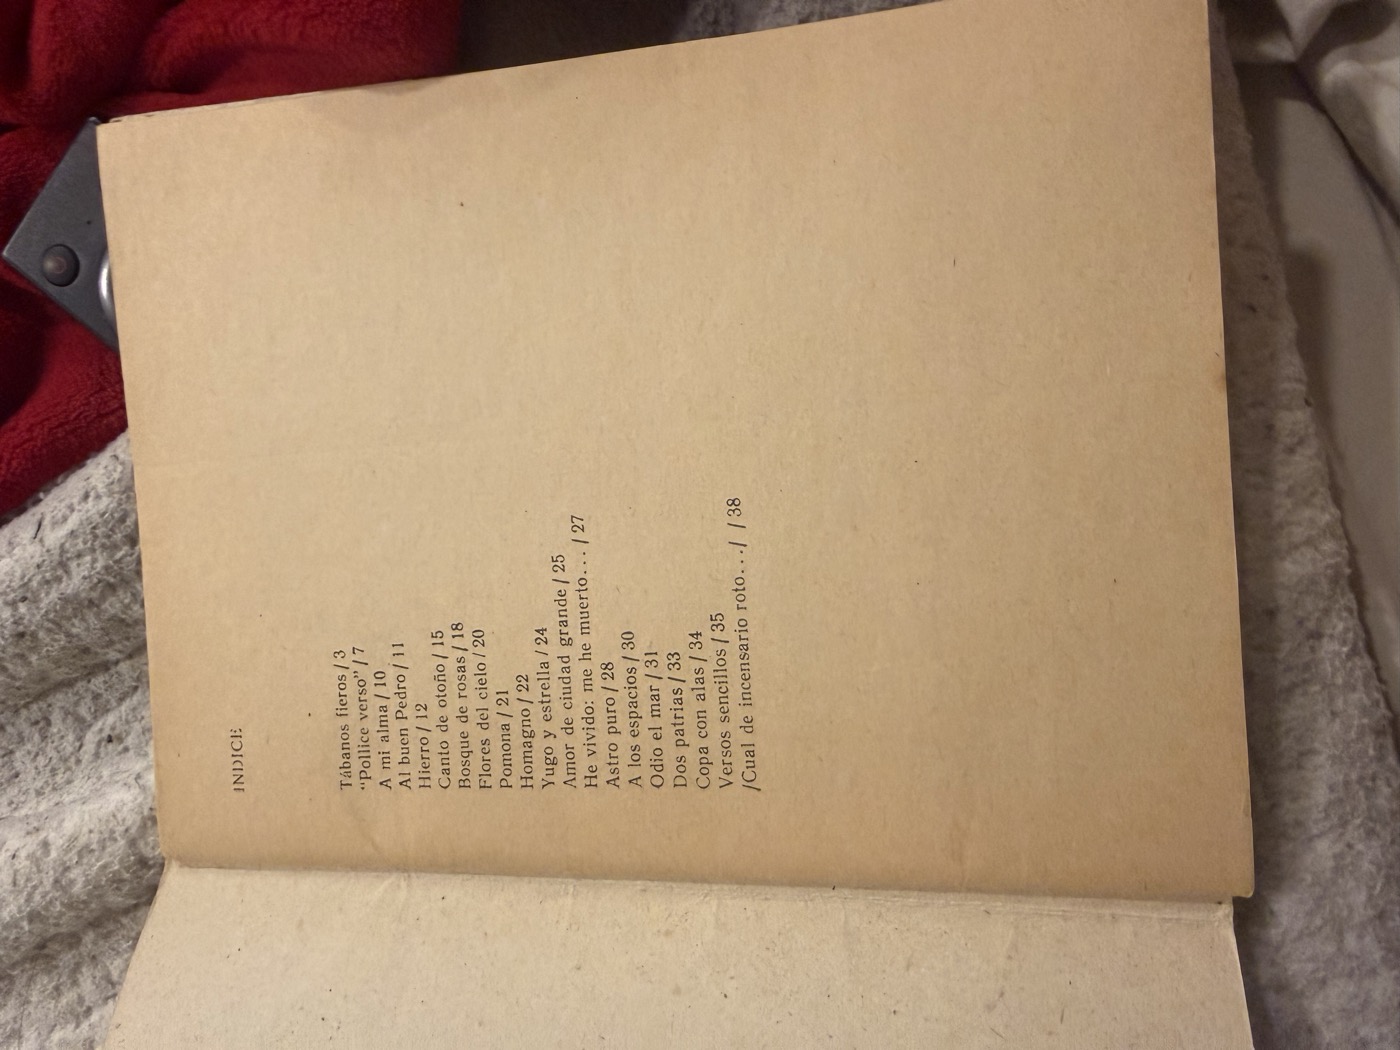 INDICE
Tábanos fieros / 3
"Pollice verso" / 7
A mi alma / 10
Al buen Pedro / 11
Hierro / 12
Canto de otoño / 15
Bosque de rosas / 18
Flores del cielo / 20
Pomona / 21
Homagno / 22
Yugo y estrella / 24
Amor de ciudad grande / 25
He vivido: me he muerto... / 27
Astro puro / 28
A los espacios / 30
Odio el mar / 31
Dos patrias / 33
Copa con alas / 34
Versos sencillos / 35
/Cual de incensario roto.../ / 38